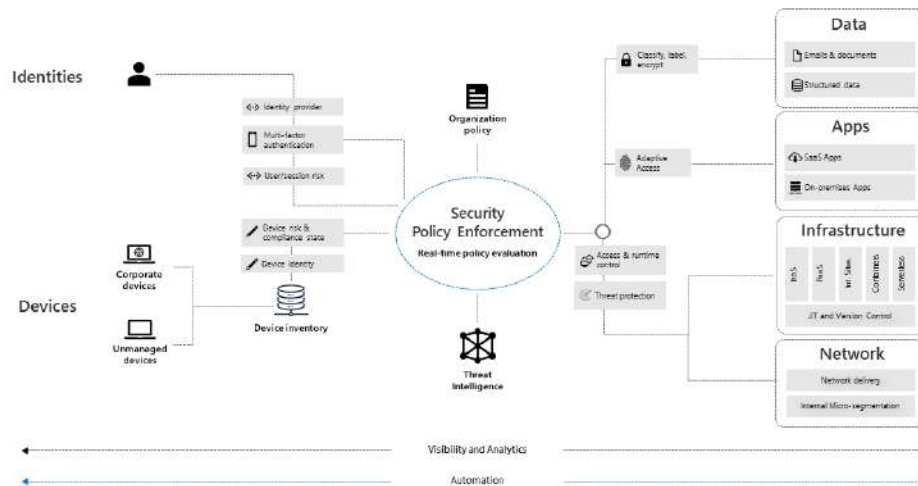 Identities
Identity provider
Multi-factor
authentication
User/session risk
Device risk &
compliance state
Device identity
Corporate
devices
Devices
Unmanaged
devices
Device inventory
Organization
policy
Security
Policy Enforcement
Real-time policy evaluation
Threat
Intelligence
Classify, label,
encrypt
Adaptive
Access
Access & runtime
control
Threat protection
Data
Emails & documents
Structured data
Apps
SaaS Apps
On-premises Apps
Infrastructure
IaaS
PaaS
Int. Sites
Containers
Serverless
JIT and Version Control
Network
Network delivery
Internal Micro-segmentation
Visibility and Analytics
Automation